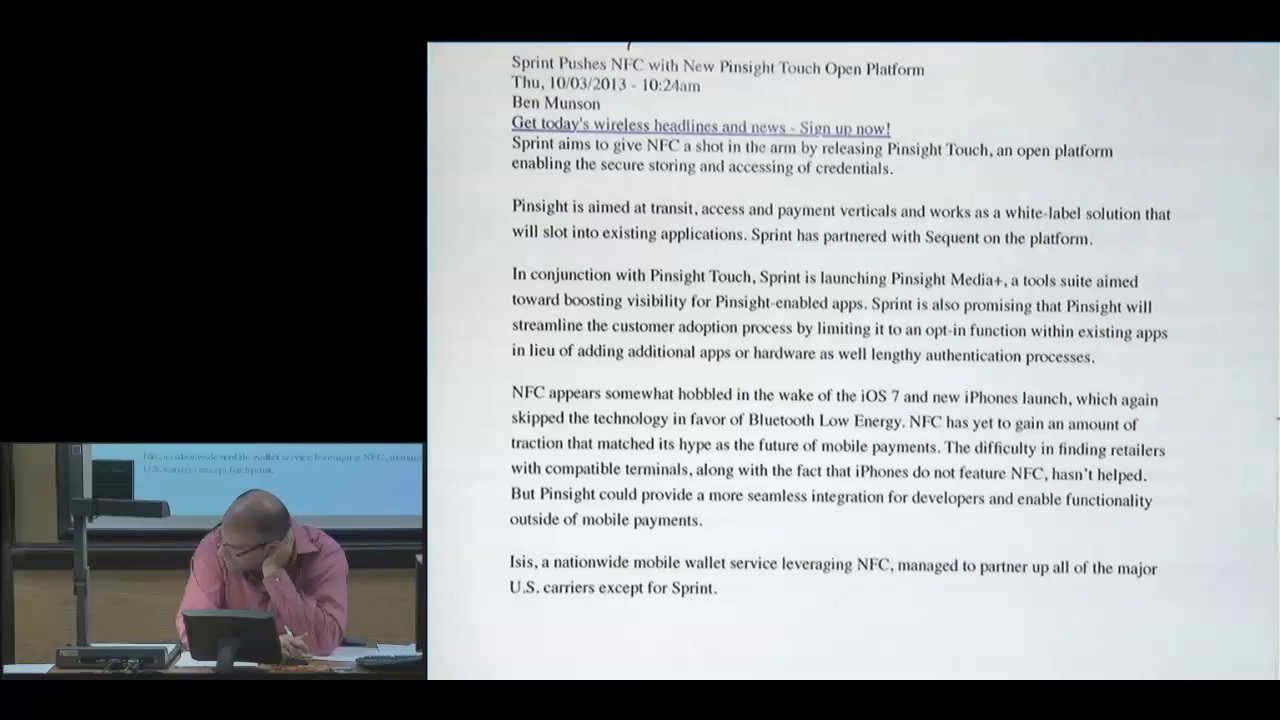 Sprint Pushes NFC with New Pinsight Touch Open Platform
Thu, 10/03/2013 - 10:24am
Ben Munson
Get today's wireless headlines and news - Sign up now!
Sprint aims to give NFC a shot in the arm by releasing Pinsight Touch, an open platform
enabling the secure storing and accessing of credentials.
Pinsight is aimed at transit, access and payment verticals and works as a white-label solution that
will slot into existing applications. Sprint has partnered with Sequent on the platform.
In conjunction with Pinsight Touch, Sprint is launching Pinsight Media+, a tools suite aimed
toward boosting visibility for Pinsight-enabled apps. Sprint is also promising that Pinsight will
streamline the customer adoption process by limiting it to an opt-in function within existing apps
in lieu of adding additional apps or hardware as well lengthy authentication processes.
NFC appears somewhat hobbled in the wake of the iOS 7 and new iPhones launch, which again
skipped the technology in favor of Bluetooth Low Energy. NFC has yet to gain an amount of
traction that matched its hype as the future of mobile payments. The difficulty in finding retailers
with compatible terminals, along with the fact that iPhones do not feature NFC, hasn't helped.
But Pinsight could provide a more seamless integration for developers and enable functionality
outside of mobile payments.
Isis, a nationwide mobile wallet service leveraging NFC, managed to partner up all of the major
U.S. carriers except for Sprint.
Isis, a nationwide mobile wallet service leveraging NFC,
U.S. carriers except for Sprint.